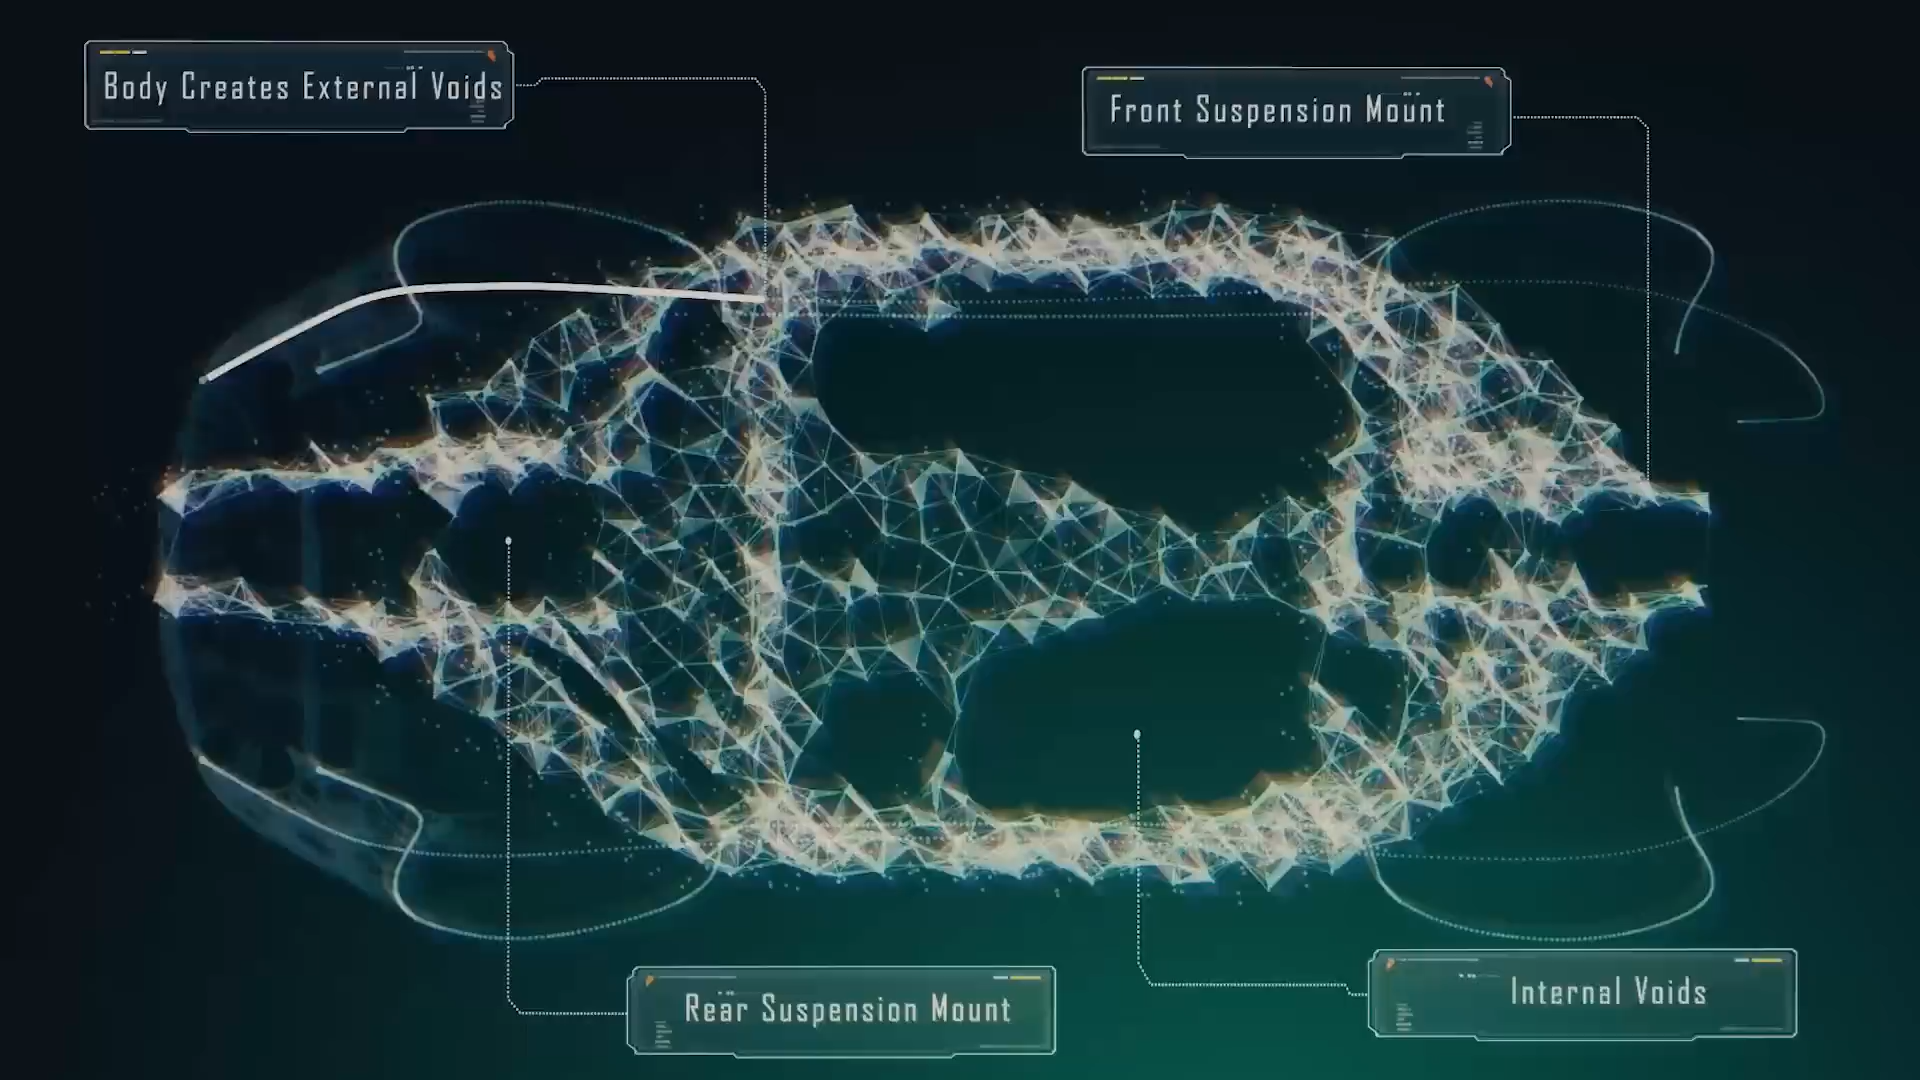 Body Creates External Voids
Front Suspension Mount
Rear Suspension Mount
Internal Voids